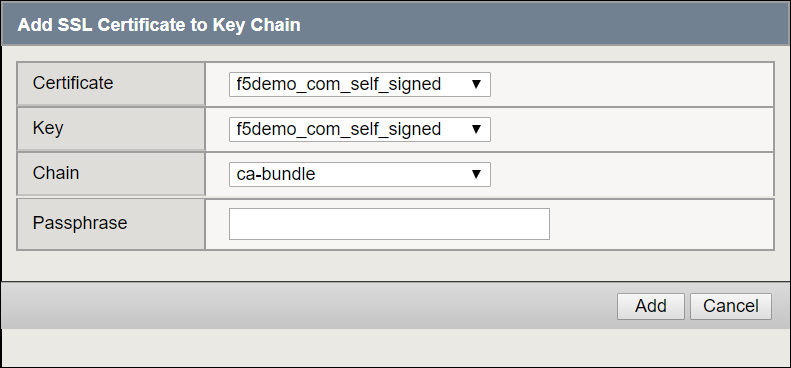 Add SSL Certificate to Key Chain
Certificate f5demo_com_self_signed
Key f5demo_com_self_signed
Chain ca-bundle
Passphrase
Add Cancel